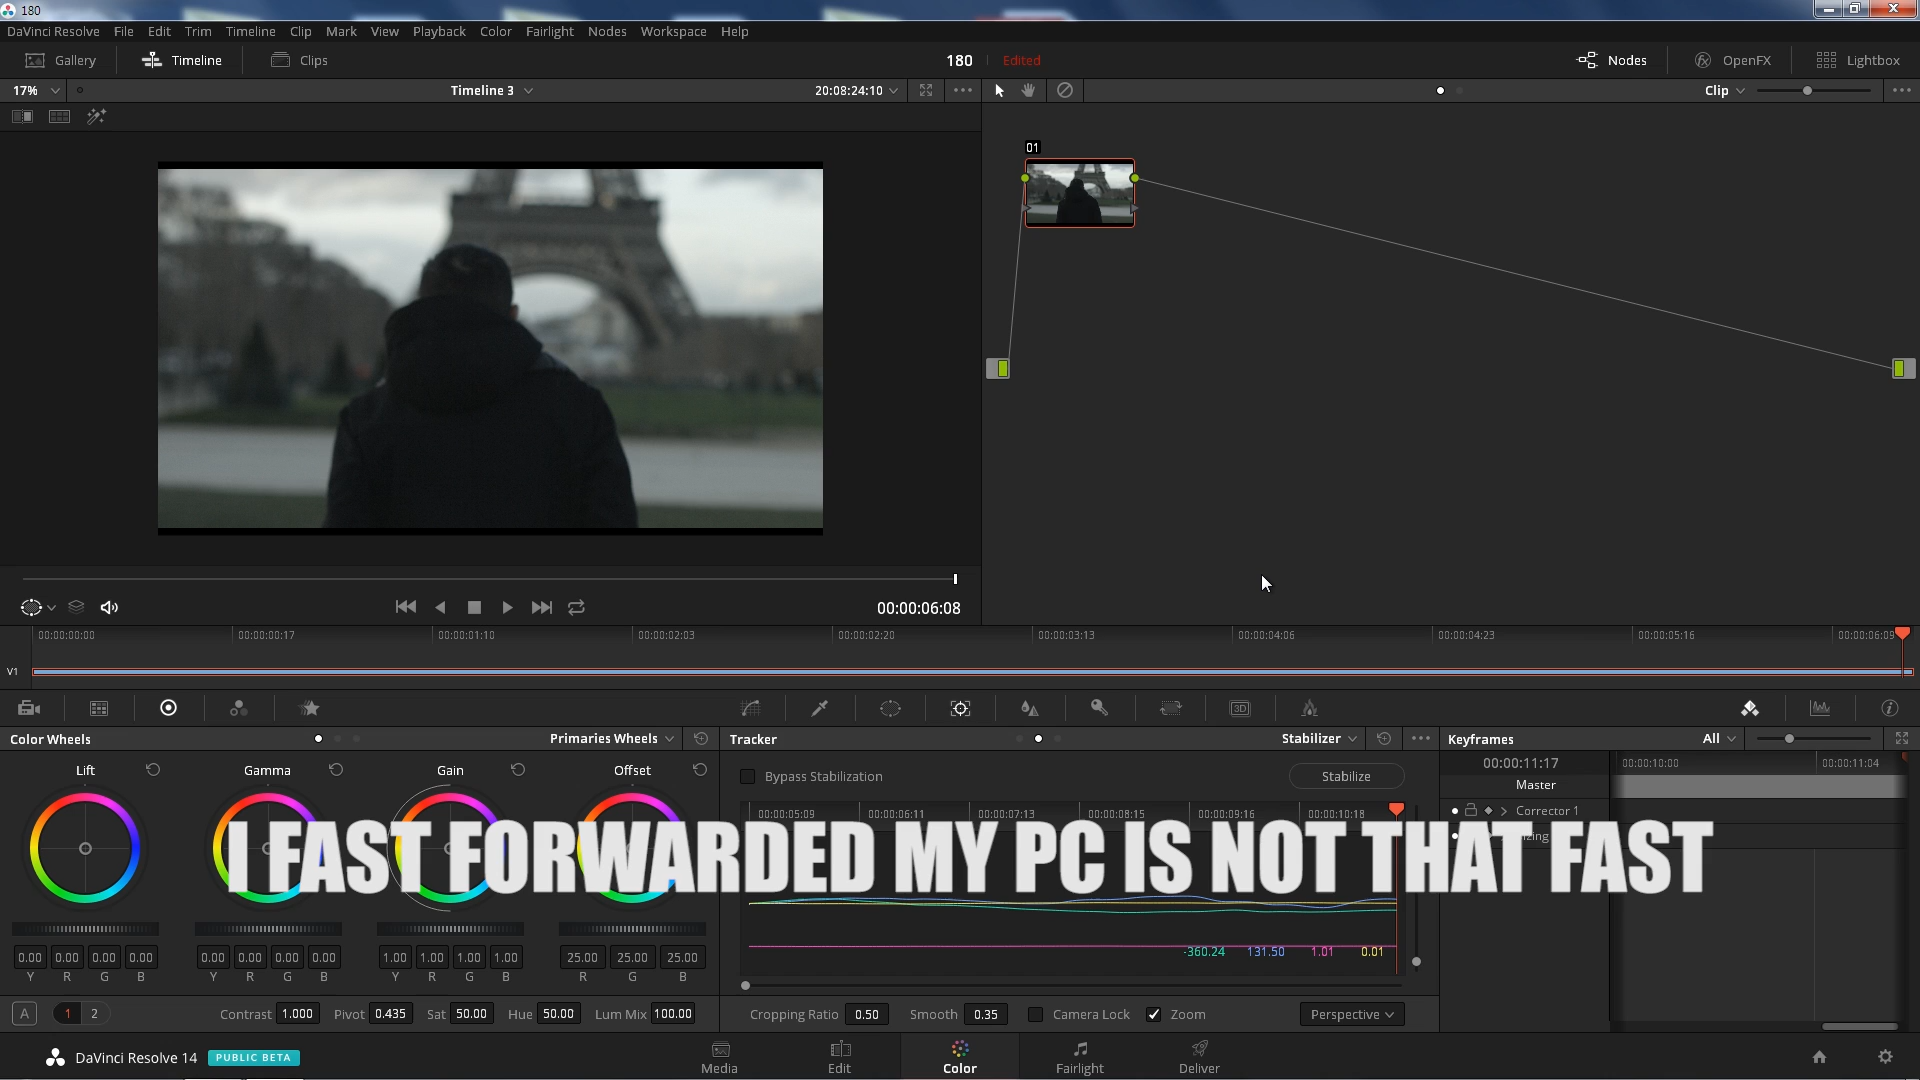 180
DaVinci Resolve File Edit Trim Timeline Clip Mark View Playback Color Fairlight Nodes Workspace Help
Gallery Timeline Clips 180 Edited Nodes OpenFX Lightbox
17% Timeline 3 20:08:24:10 Clip
01
00:00:06:08
00:00:00:00 00:00:00:17 00:00:01:10 00:00:02:03 00:00:02:20 00:00:03:13 00:00:04:06 00:00:04:23 00:00:05:16 00:00:06:09
V1
3D
Color Wheels Primaries Wheels Tracker Stabilizer Keyframes All
Lift Gamma Gain Offset Bypass Stabilization Stabilize 00:00:11:17 00:00:10:00 00:00:11:04
Master
00:00:05:09 00:00:06:11 00:00:07:13 00:00:08:15 00:00:09:16 00:00:10:18 Corrector 1
I FAST FORWARDED MY PC IS NOT THAT FAST
-360.24 131.50 1.01 0.01
0.00 0.00 0.00 0.00 0.00 0.00 0.00 0.00 1.00 1.00 1.00 1.00 25.00 25.00 25.00
Y R G B Y R G B Y R G B R G B
A 1 2 Contrast 1.000 Pivot 0.435 Sat 50.00 Hue 50.00 Lum Mix 100.00 Cropping Ratio 0.50 Smooth 0.35 Camera Lock Zoom Perspective
DaVinci Resolve 14 PUBLIC BETA Media Edit Color Fairlight Deliver